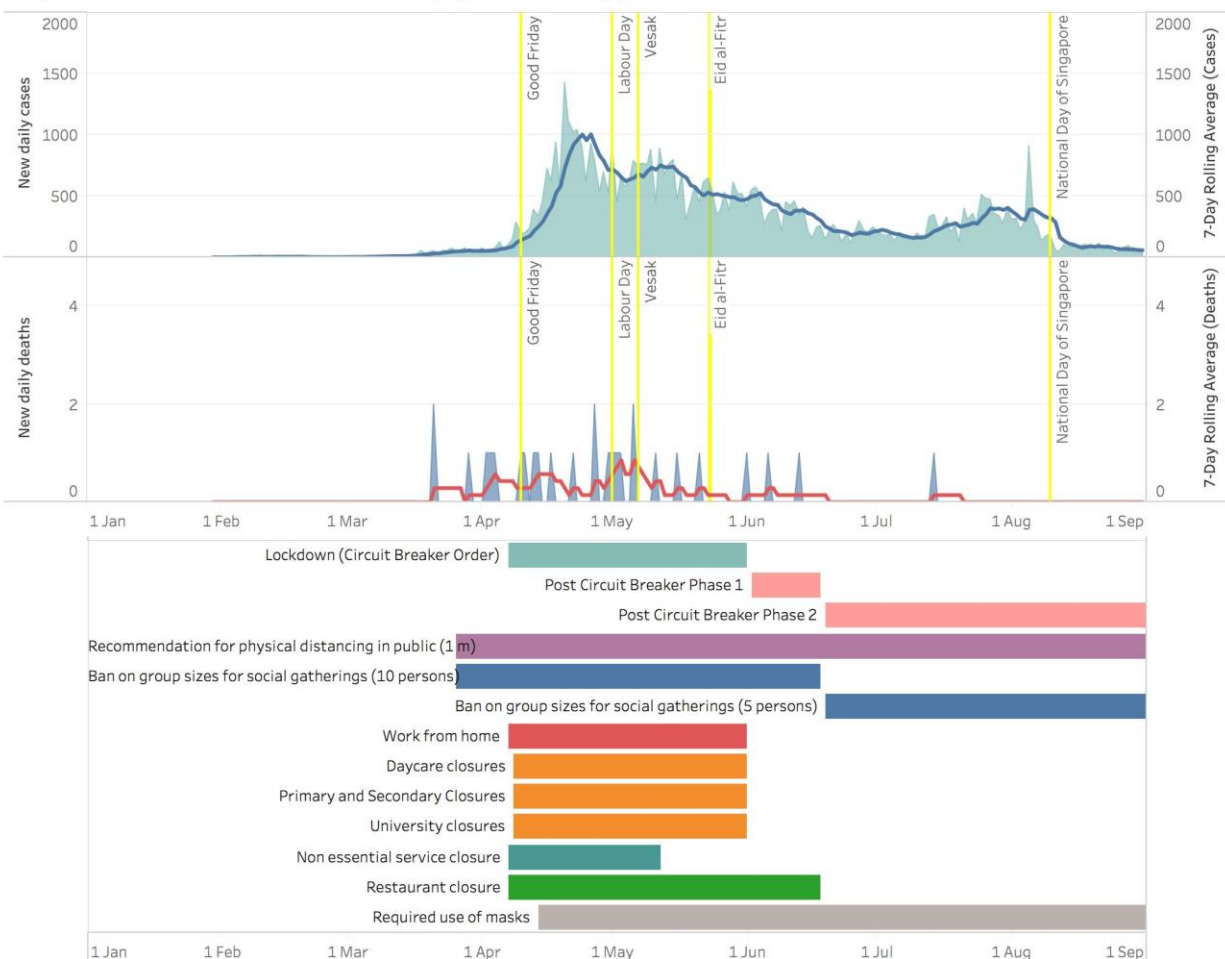 New daily cases
2000
1500
1000
500
0
Good Friday
Labour Day
Vesak
Eid al-Fitr
National Day of Singapore
2000
1500
1000
500
0
7-Day Rolling Average (Cases)
New daily deaths
4
2
0
Good Friday
Labour Day
Vesak
Eid al-Fitr
National Day of Singapore
4
2
0
7-Day Rolling Average (Deaths)
1 Jan 1 Feb 1 Mar 1 Apr 1 May 1 Jun 1 Jul 1 Aug 1 Sep
Lockdown (Circuit Breaker Order)
Post Circuit Breaker Phase 1
Post Circuit Breaker Phase 2
Recommendation for physical distancing in public (1 m)
Ban on group sizes for social gatherings (10 persons)
Ban on group sizes for social gatherings (5 persons)
Work from home
Daycare closures
Primary and Secondary Closures
University closures
Non essential service closure
Restaurant closure
Required use of masks
1 Jan 1 Feb 1 Mar 1 Apr 1 May 1 Jun 1 Jul 1 Aug 1 Sep